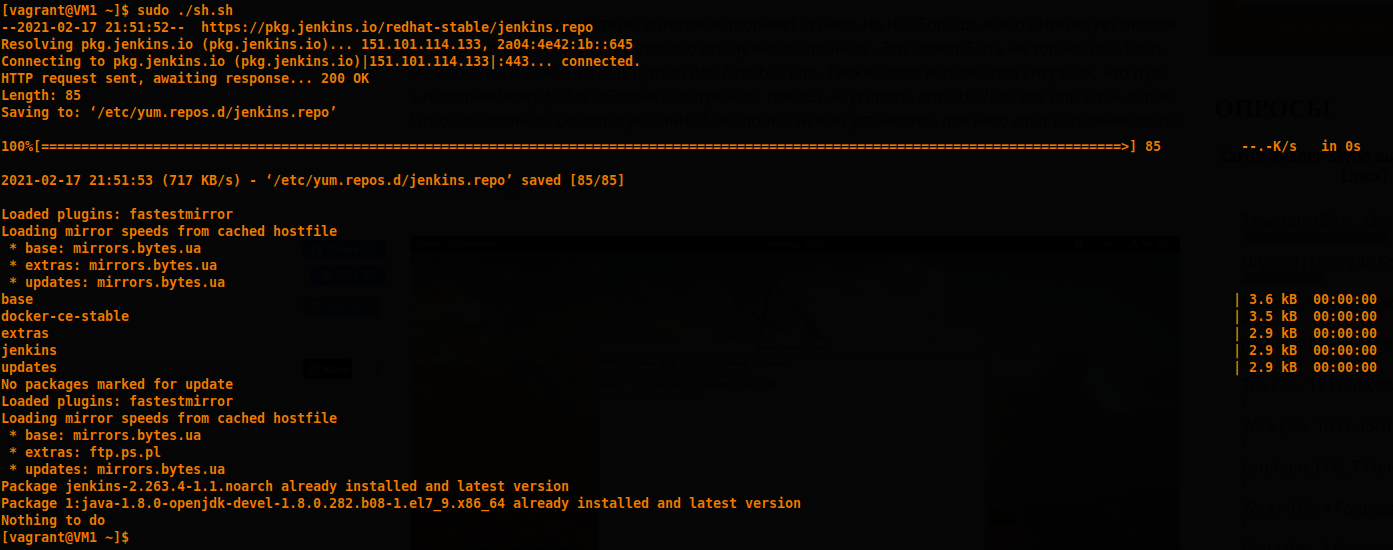 [vagrant@VM1 ~]$ sudo ./sh.sh
--2021-02-17 21:51:52--  https://pkg.jenkins.io/redhat-stable/jenkins.repo
Resolving pkg.jenkins.io (pkg.jenkins.io)... 151.101.114.133, 2a04:4e42:1b::645
Connecting to pkg.jenkins.io (pkg.jenkins.io)|151.101.114.133|:443... connected.
HTTP request sent, awaiting response... 200 OK
Length: 85
Saving to: ‘/etc/yum.repos.d/jenkins.repo’
ОПРОСЫ
100%[=======================================================================================================================================>] 85          --.-K/s   in 0s
2021-02-17 21:51:53 (717 KB/s) - ‘/etc/yum.repos.d/jenkins.repo’ saved [85/85]
Loaded plugins: fastestmirror
Loading mirror speeds from cached hostfile
 * base: mirrors.bytes.ua
 * extras: mirrors.bytes.ua
 * updates: mirrors.bytes.ua
base | 3.6 kB  00:00:00
docker-ce-stable | 3.5 kB  00:00:00
extras | 2.9 kB  00:00:00
jenkins | 2.9 kB  00:00:00
updates | 2.9 kB  00:00:00
No packages marked for update
Loaded plugins: fastestmirror
Loading mirror speeds from cached hostfile
 * base: mirrors.bytes.ua
 * extras: ftp.ps.pl
 * updates: mirrors.bytes.ua
Package jenkins-2.263.4-1.1.noarch already installed and latest version
Package 1:java-1.8.0-openjdk-devel-1.8.0.282.b08-1.el7_9.x86_64 already installed and latest version
Nothing to do
[vagrant@VM1 ~]$